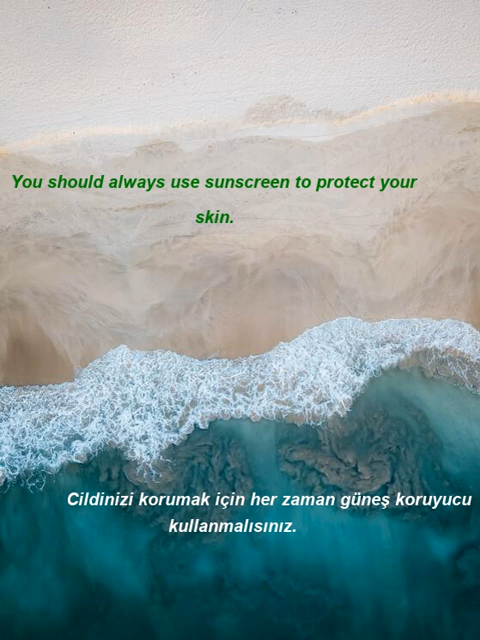 You should always use sunscreen to protect your
skin.
Cildinizi korumak için her zaman güneş koruyucu
kullanmalısınız.